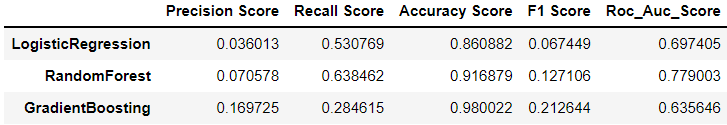 Precision Score Recall Score Accuracy Score F1 Score Roc_Auc_Score
LogisticRegression 0.036013 0.530769 0.860882 0.067449 0.697405
RandomForest 0.070578 0.638462 0.916879 0.127106 0.779003
GradientBoosting 0.169725 0.284615 0.980022 0.212644 0.635646